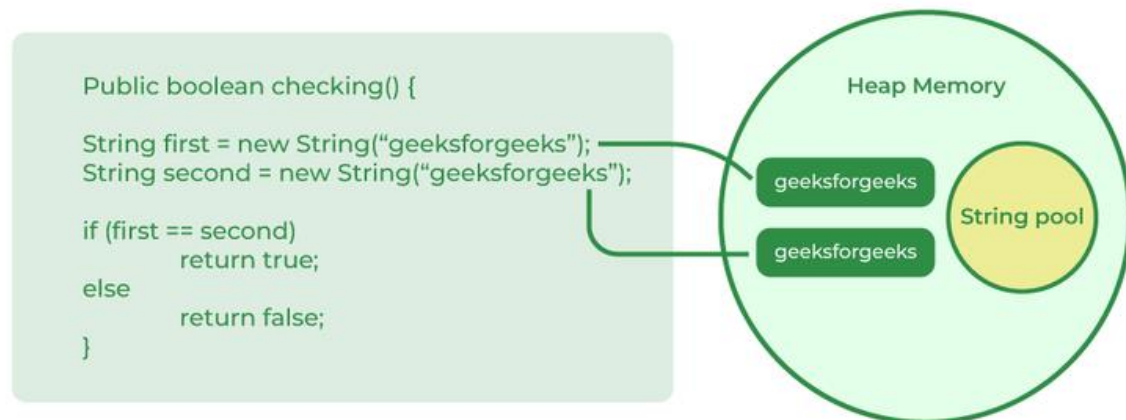 Public boolean checking() {
String first = new String(“geeksforgeeks”);
String second = new String(“geeksforgeeks”);
if (first == second)
return true;
else
return false;
}
Heap Memory
geeksforgeeks
geeksforgeeks
String pool